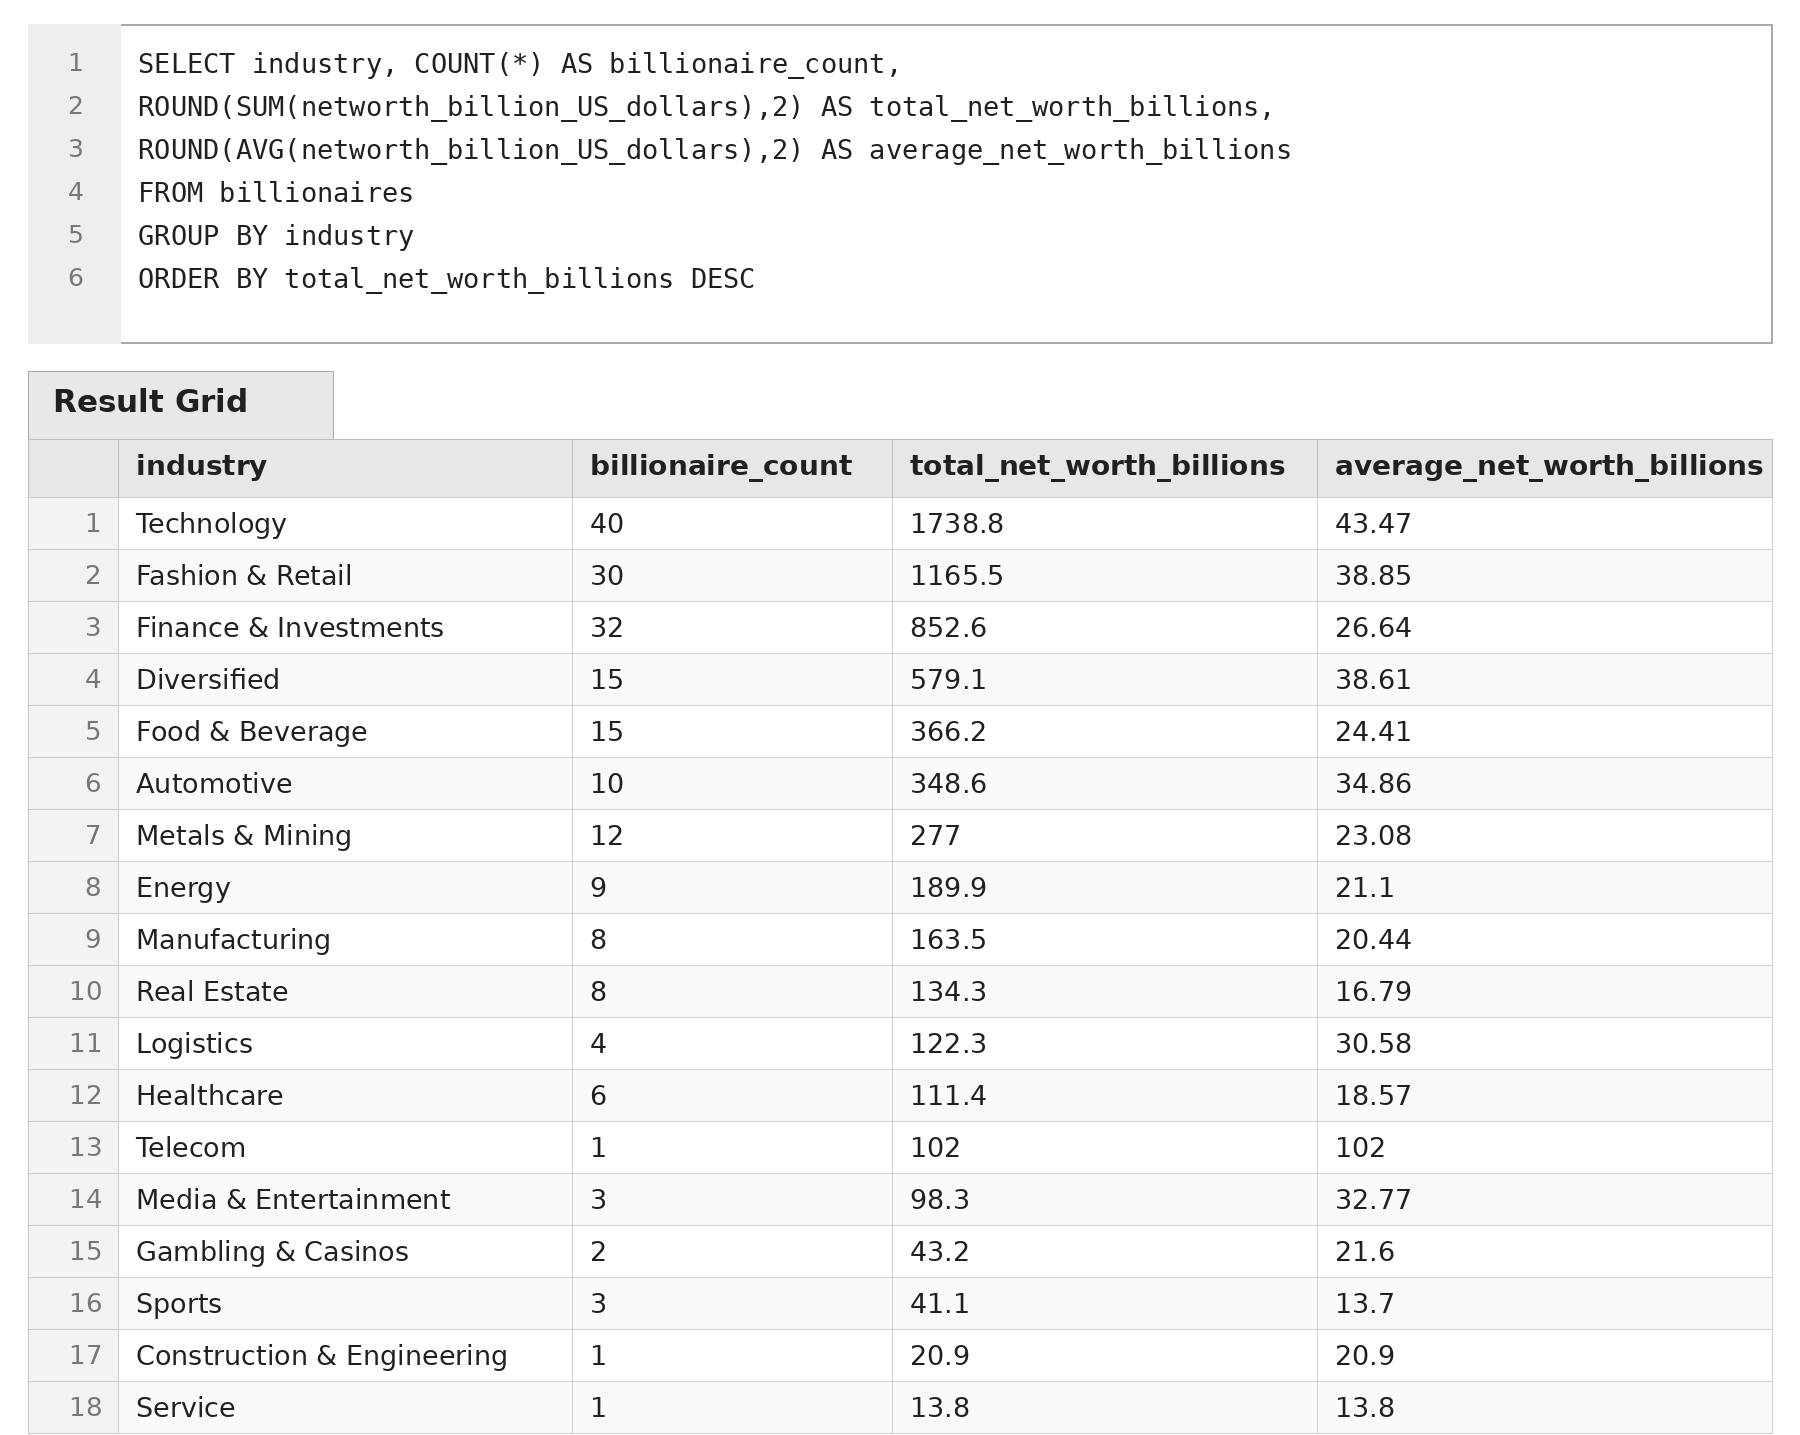 1 SELECT industry, COUNT(*) AS billionaire_count,
2 ROUND(SUM(networth_billion_US_dollars),2) AS total_net_worth_billions,
3 ROUND(AVG(networth_billion_US_dollars),2) AS average_net_worth_billions
4 FROM billionaires
5 GROUP BY industry
6 ORDER BY total_net_worth_billions DESC
Result Grid
industry billionaire_count total_net_worth_billions average_net_worth_billions
1 Technology 40 1738.8 43.47
2 Fashion & Retail 30 1165.5 38.85
3 Finance & Investments 32 852.6 26.64
4 Diversified 15 579.1 38.61
5 Food & Beverage 15 366.2 24.41
6 Automotive 10 348.6 34.86
7 Metals & Mining 12 277 23.08
8 Energy 9 189.9 21.1
9 Manufacturing 8 163.5 20.44
10 Real Estate 8 134.3 16.79
11 Logistics 4 122.3 30.58
12 Healthcare 6 111.4 18.57
13 Telecom 1 102 102
14 Media & Entertainment 3 98.3 32.77
15 Gambling & Casinos 2 43.2 21.6
16 Sports 3 41.1 13.7
17 Construction & Engineering 1 20.9 20.9
18 Service 1 13.8 13.8